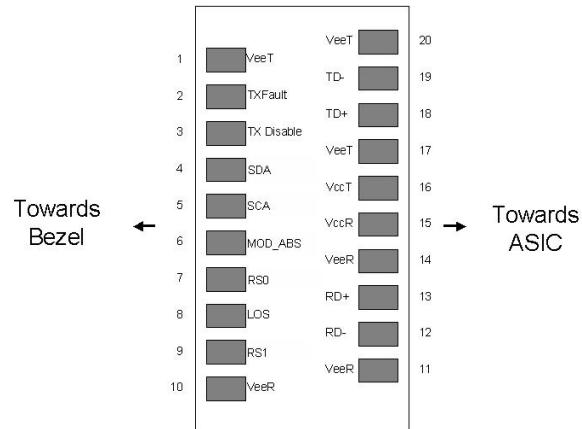 VeeT 20
1 VeeT
TD- 19
2 TXFault
TD+ 18
3 TX Disable
VeeT 17
4 SDA
VccT 16
5 SCA
Towards Bezel
VccR 15
Towards ASIC
6 MOD_ABS
VeeR 14
7 RS0
RD+ 13
8 LOS
RD- 12
9 RS1
VeeR 11
10 VeeR